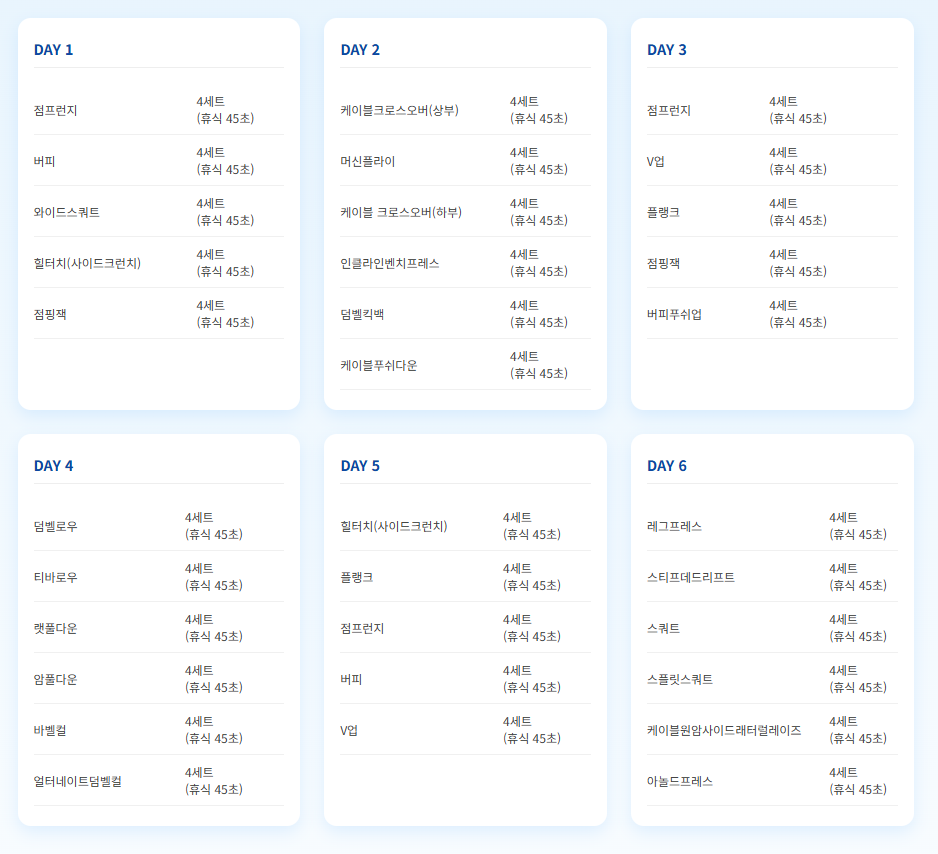 DAY 1
점프런지
4세트
(휴식 45초)
버피
4세트
(휴식 45초)
와이드스쿼트
4세트
(휴식 45초)
힐터치(사이드크런치)
4세트
(휴식 45초)
점핑잭
4세트
(휴식 45초)
DAY 2
케이블크로스오버(상부)
4세트
(휴식 45초)
머신플라이
4세트
(휴식 45초)
케이블 크로스오버(하부)
4세트
(휴식 45초)
인클라인벤치프레스
4세트
(휴식 45초)
덤벨킥백
4세트
(휴식 45초)
케이블푸쉬다운
4세트
(휴식 45초)
DAY 3
점프런지
4세트
(휴식 45초)
V업
4세트
(휴식 45초)
플랭크
4세트
(휴식 45초)
점핑잭
4세트
(휴식 45초)
버피푸쉬업
4세트
(휴식 45초)
DAY 4
덤벨로우
4세트
(휴식 45초)
티바로우
4세트
(휴식 45초)
랫풀다운
4세트
(휴식 45초)
암풀다운
4세트
(휴식 45초)
바벨컬
4세트
(휴식 45초)
얼터네이트덤벨컬
4세트
(휴식 45초)
DAY 5
힐터치(사이드크런치)
4세트
(휴식 45초)
플랭크
4세트
(휴식 45초)
점프런지
4세트
(휴식 45초)
버피
4세트
(휴식 45초)
V업
4세트
(휴식 45초)
DAY 6
레그프레스
4세트
(휴식 45초)
스티프데드리프트
4세트
(휴식 45초)
스쿼트
4세트
(휴식 45초)
스플릿스쿼트
4세트
(휴식 45초)
케이블원암사이드래터럴레이즈
4세트
(휴식 45초)
아놀드프레스
4세트
(휴식 45초)